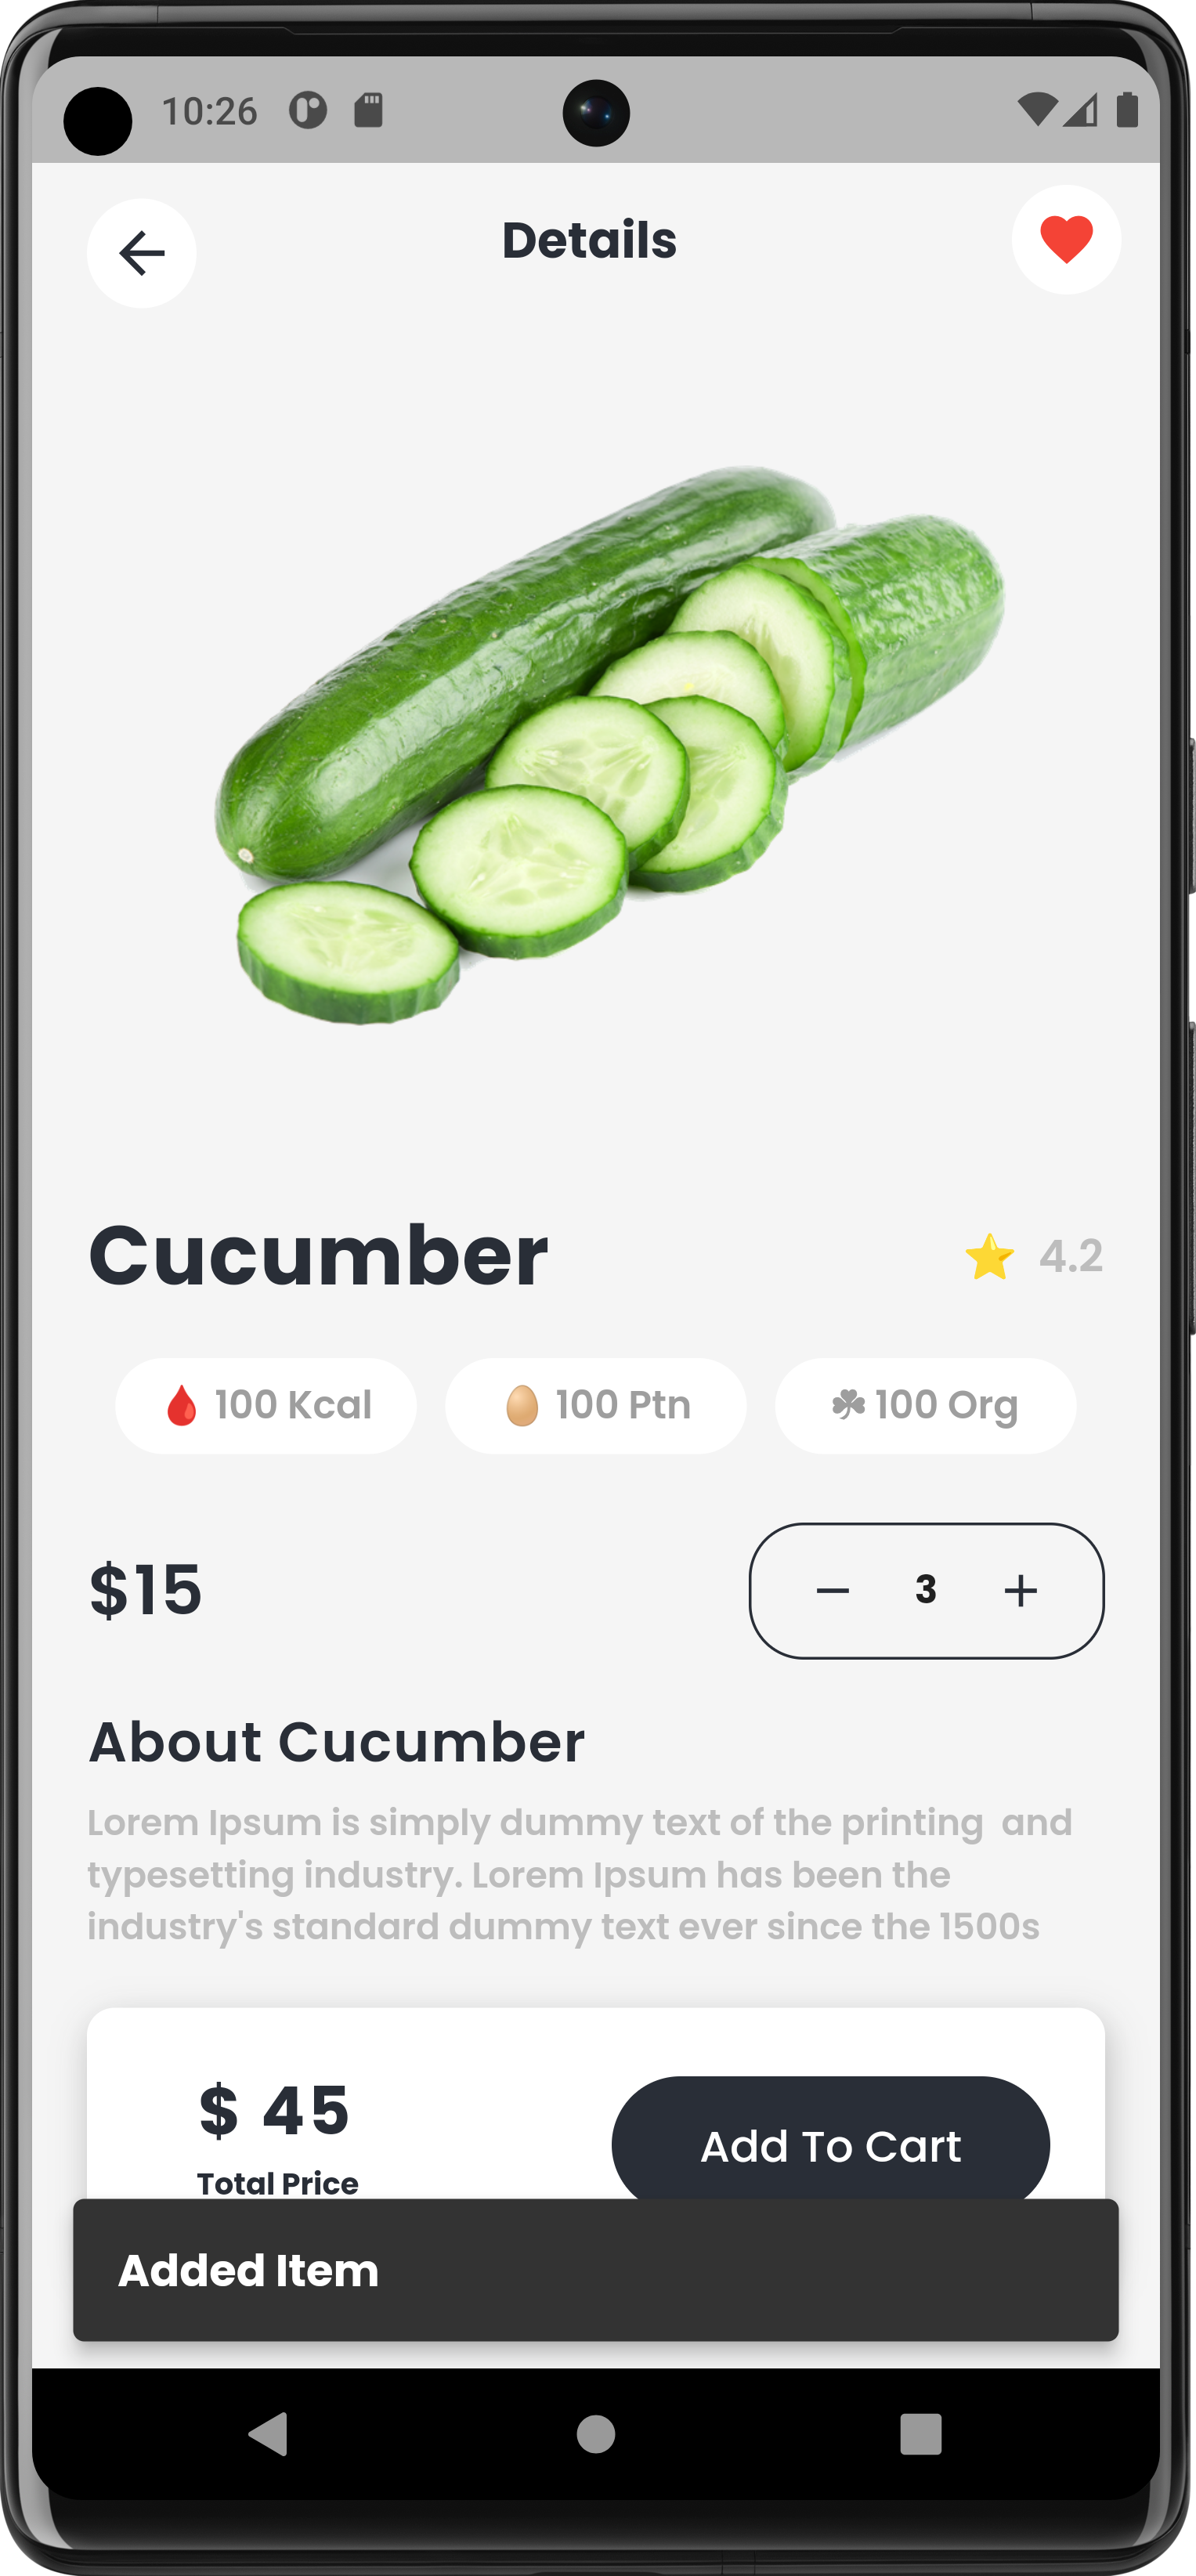 10:26
Details
Cucumber
4.2
100 Kcal
100 Ptn
100 Org
$15
3
About Cucumber
Lorem Ipsum is simply dummy text of the printing  and
typesetting industry. Lorem Ipsum has been the
industry's standard dummy text ever since the 1500s
$ 45
Add To Cart
Total Price
Added Item